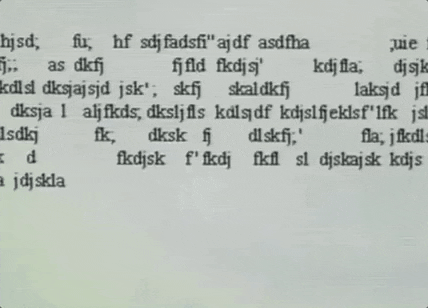 hjsd; fu; hf sdjfadsfi"ajdf asdfha ;uie
fj;; as dkfj fjfld fkdjsj' kdjfla; djsjk
kdlsl dksjajsjd jsk'; skfj skaldkfj laksjd jfl
dksja l aljfkds; dksljfls kdlsjdf kdjslfjeklsf'lfk jsl
lsdkj fk; dksk fj dlskfj;' fla; jfkdls
d fkdjsk f'fkdj fkfl sl djskajsk kdjs
a jdjskla